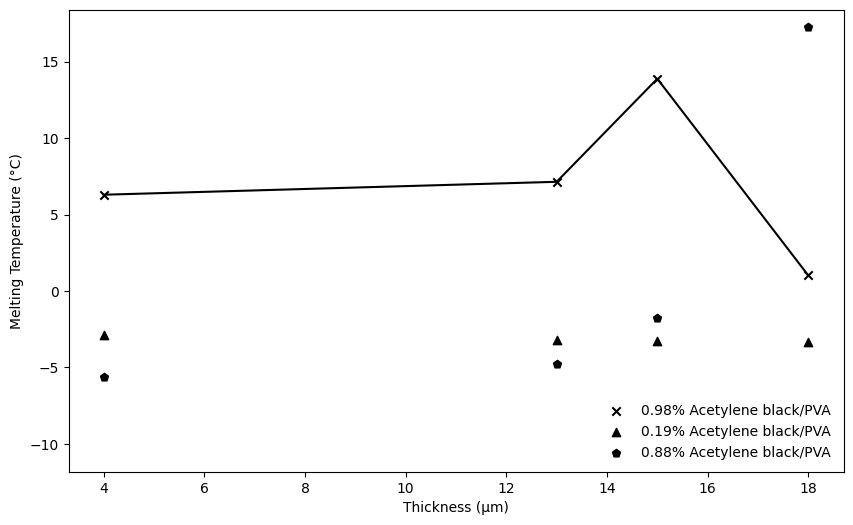 15
10
5
0
−5
−10
Melting Temperature (°C)
4
6
8
10
12
14
16
18
Thickness (μm)
0.98% Acetylene black/PVA
0.19% Acetylene black/PVA
0.88% Acetylene black/PVA